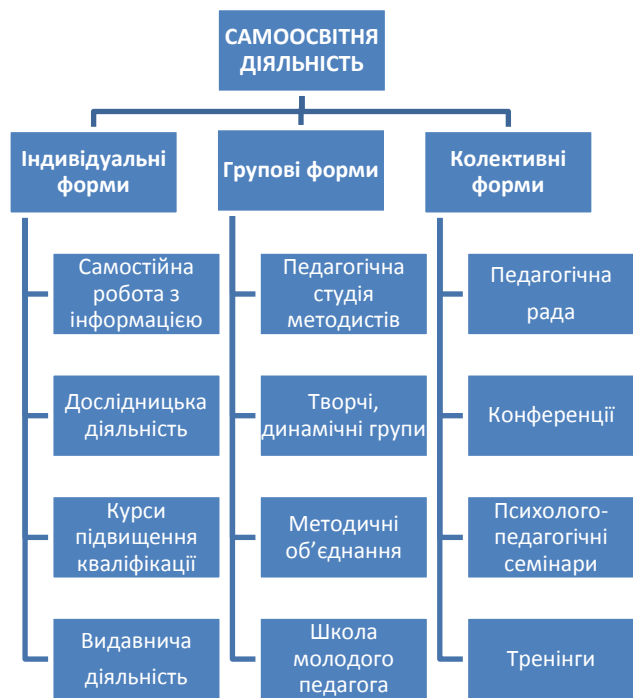 САМООСВІТНЯ
ДІЯЛЬНІСТЬ
Індивідуальні
форми
Самостійна
робота з
інформацією
Дослідницька
діяльність
Курси
підвищення
кваліфікації
Видавнича
діяльність
Групові форми
Педагогічна
студія
методистів
Творчі,
динамічні групи
Методичні
об’єднання
Школа
молодого
педагога
Колективні
форми
Педагогічна
рада
Конференції
Психолого-
педагогічні
семінари
Тренінги